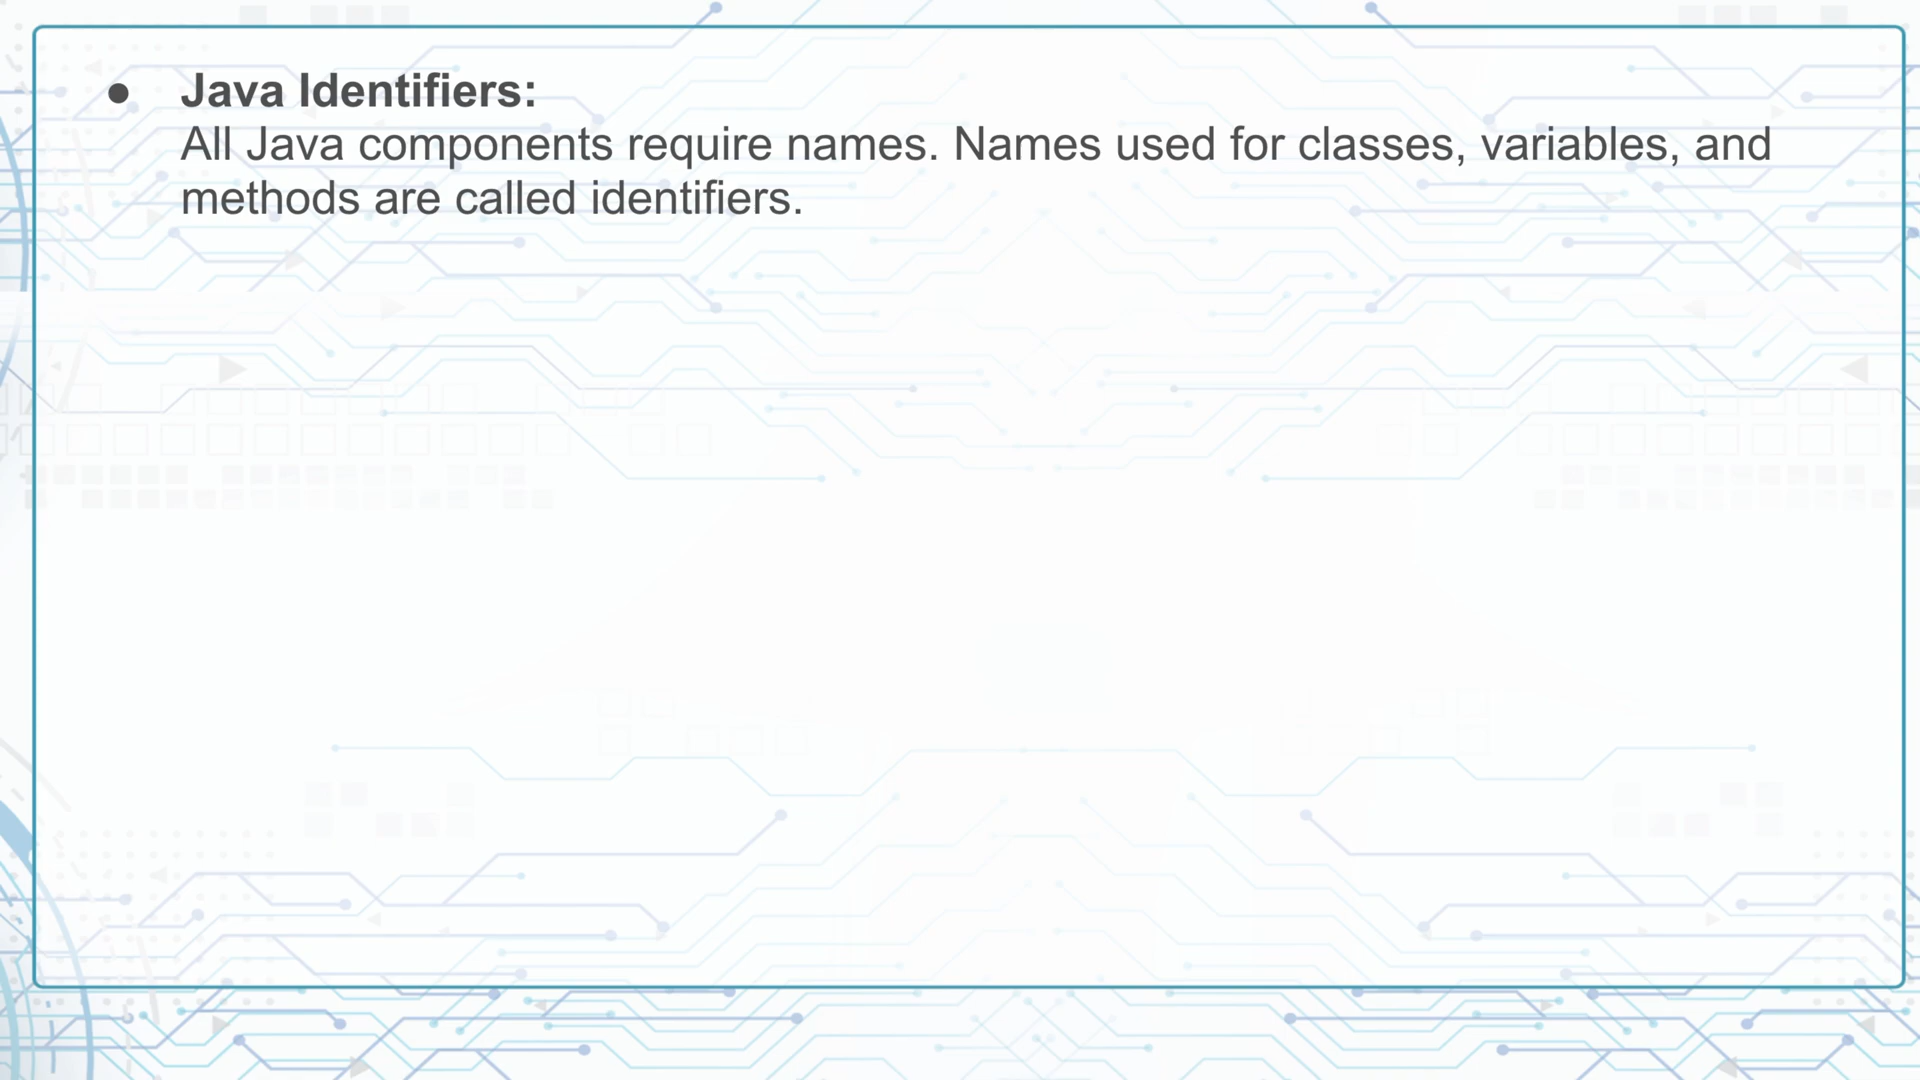 ● Java Identifiers:
All Java components require names. Names used for classes, variables, and
methods are called identifiers.